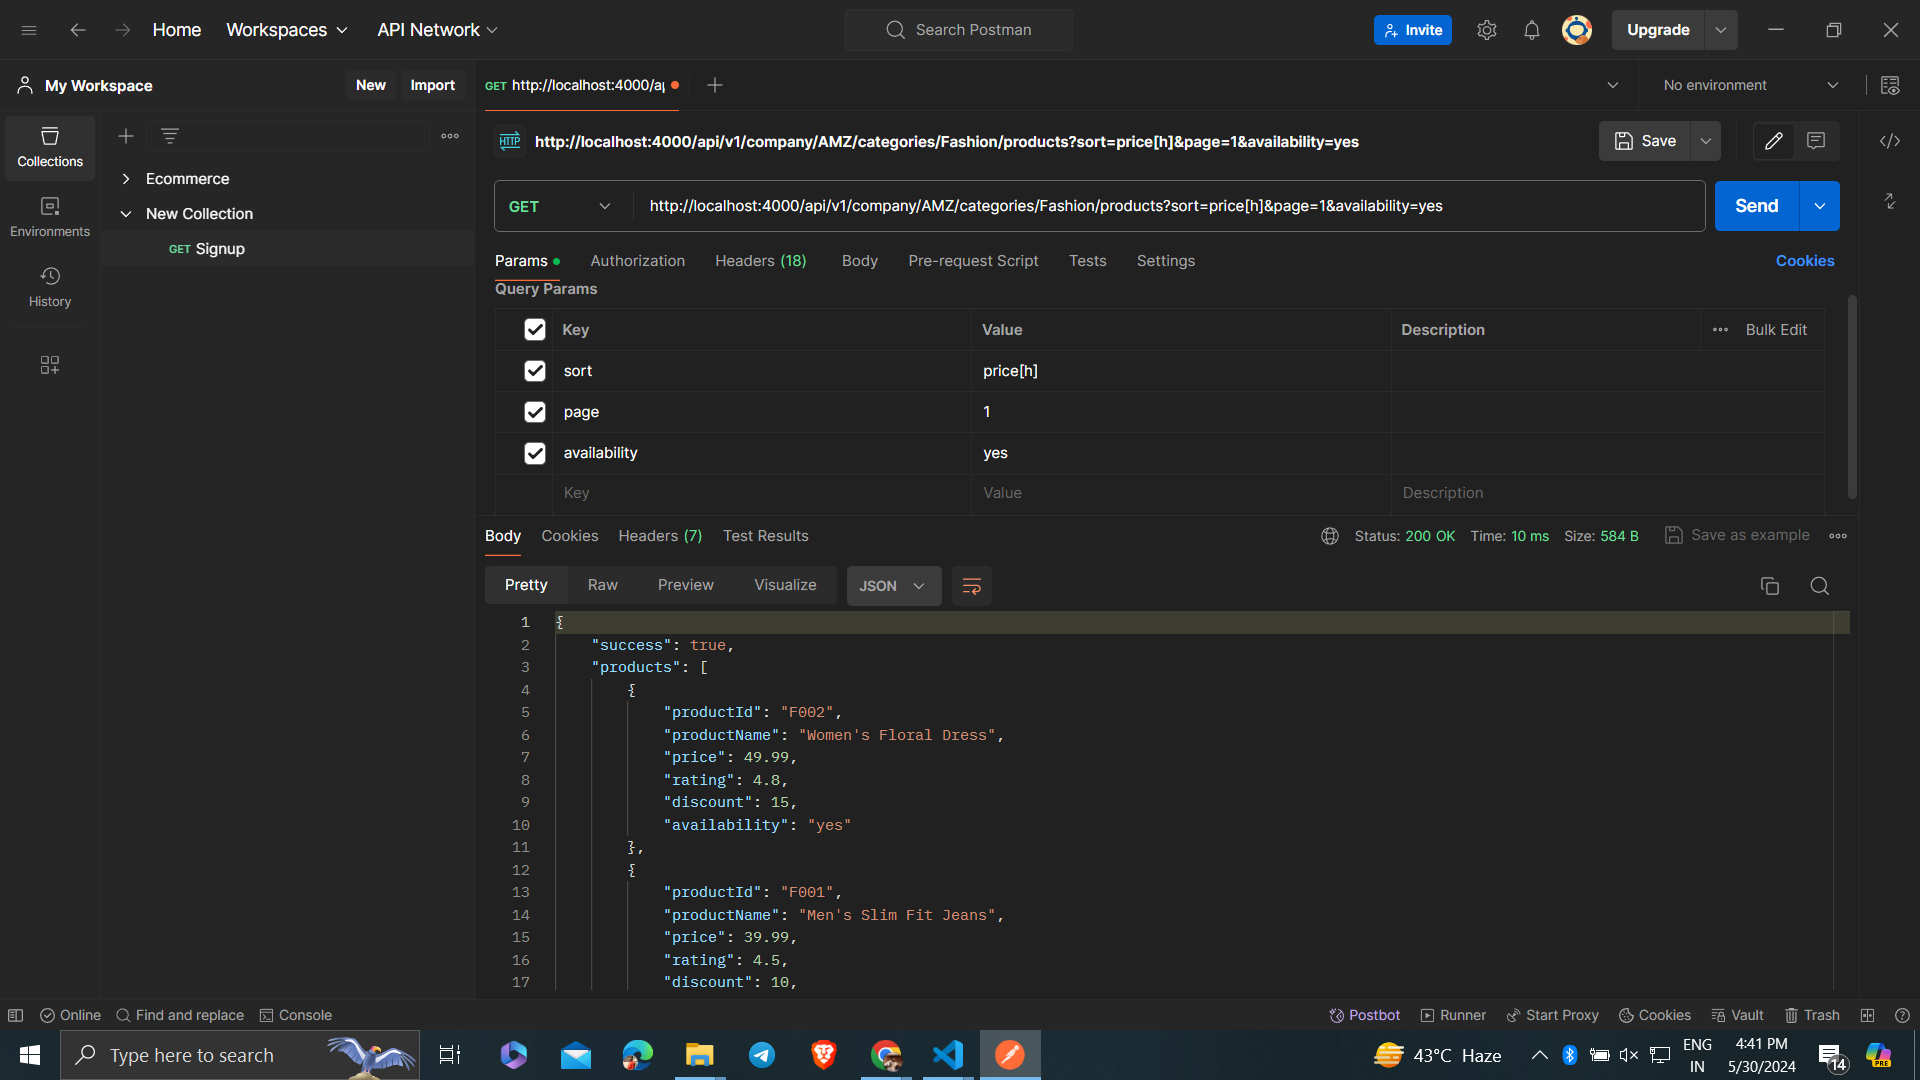 Home
Workspaces
API Network
Search Postman
Invite
Upgrade
My Workspace
New
Import
GET http://localhost:4000/ap
No environment
Collections
Environments
History
Ecommerce
New Collection
GET Signup
HTTP http://localhost:4000/api/v1/company/AMZ/categories/Fashion/products?sort=price[h]&page=1&availability=yes
Save
GET
http://localhost:4000/api/v1/company/AMZ/categories/Fashion/products?sort=price[h]&page=1&availability=yes
Send
Params Authorization Headers (18) Body Pre-request Script Tests Settings Cookies
Query Params
Key Value Description Bulk Edit
sort price[h]
page 1
availability yes
Key Value Description
Body Cookies Headers (7) Test Results Status: 200 OK Time: 10 ms Size: 584 B Save as example
Pretty Raw Preview Visualize JSON
1 {
2 "success": true,
3 "products": [
4 {
5 "productId": "F002",
6 "productName": "Women's Floral Dress",
7 "price": 49.99,
8 "rating": 4.8,
9 "discount": 15,
10 "availability": "yes"
11 },
12 {
13 "productId": "F001",
14 "productName": "Men's Slim Fit Jeans",
15 "price": 39.99,
16 "rating": 4.5,
17 "discount": 10,
Online Find and replace Console Postbot Runner Start Proxy Cookies Vault Trash
Type here to search
43°C Haze
ENG
IN
4:41 PM
5/30/2024
14
PRE